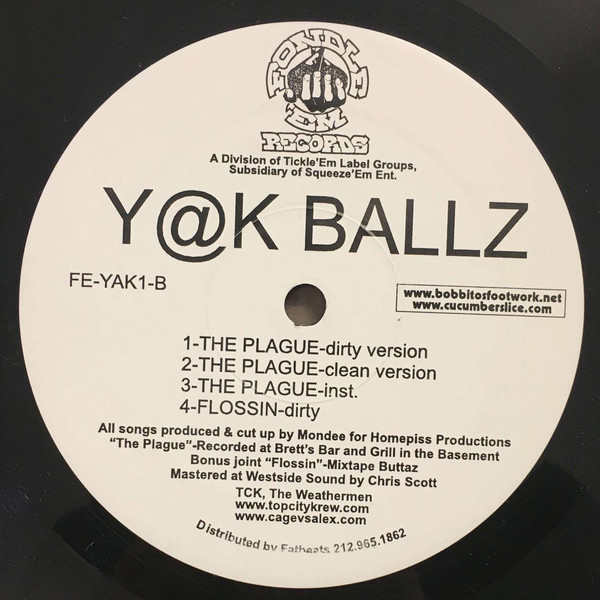 FONDLE
'EM
RECORDS
A Division of Tickle'Em Label Groups,
Subsidiary of Squeeze'Em Ent.
Y@K BALLZ
FE-YAK1-B
www.bobbitosfootwork.net
www.cucumberslice.com
1-THE PLAGUE-dirty version
2-THE PLAGUE-clean version
3-THE PLAGUE-inst.
4-FLOSSIN-dirty
All songs produced & cut up by Mondee for Homepiss Productions
"The Plague"-Recorded at Brett's Bar and Grill in the Basement
Bonus joint "Flossin"-Mixtape Buttaz
Mastered at Westside Sound by Chris Scott
TCK, The Weathermen
www.topcitykrew.com
www.cagevsalex.com
Distributed by Fatbeats 212.965.1862